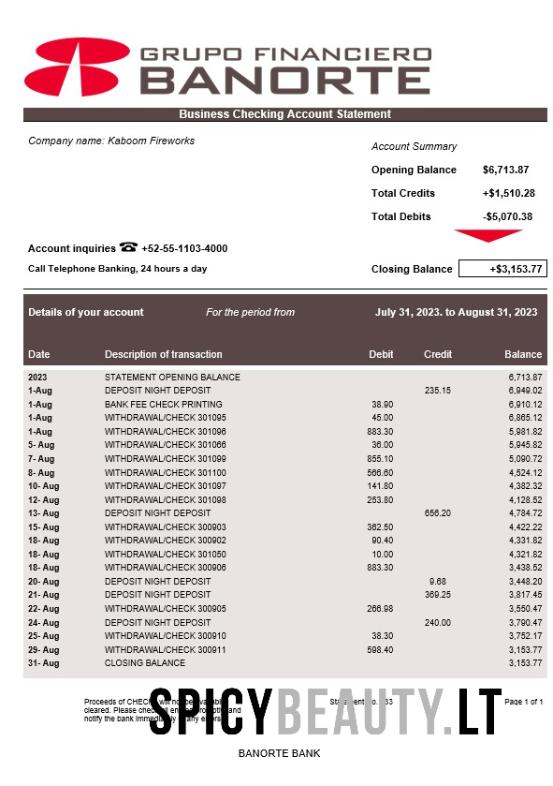 GRUPO FINANCIERO
BANORTE
Business Checking Account Statement
Company name: Kaboom Fireworks
Account Summary
Opening Balance $6,713.87
Total Credits +$1,510.28
Total Debits -$5,070.38
Account inquiries ☎ +52-55-1103-4000
Call Telephone Banking, 24 hours a day
Closing Balance +$3,153.77
Details of your account For the period from July 31, 2023. to August 31, 2023
Date Description of transaction Debit Credit Balance
2023 STATEMENT OPENING BALANCE 6,713.87
1-Aug DEPOSIT NIGHT DEPOSIT 235.15 6,949.02
1-Aug BANK FEE CHECK PRINTING 38.90 6,910.12
1-Aug WITHDRAWAL/CHECK 301095 45.00 6,865.12
1-Aug WITHDRAWAL/CHECK 301096 883.30 5,981.82
5- Aug WITHDRAWAL/CHECK 301066 36.00 5,945.82
7- Aug WITHDRAWAL/CHECK 301099 855.10 5,090.72
8- Aug WITHDRAWAL/CHECK 301100 566.60 4,524.12
10- Aug WITHDRAWAL/CHECK 301097 141.80 4,382.32
12- Aug WITHDRAWAL/CHECK 301098 253.80 4,128.52
13- Aug DEPOSIT NIGHT DEPOSIT 656.20 4,784.72
15- Aug WITHDRAWAL/CHECK 300903 362.50 4,422.22
18- Aug WITHDRAWAL/CHECK 300902 90.40 4,331.82
18- Aug WITHDRAWAL/CHECK 301050 10.00 4,321.82
18- Aug WITHDRAWAL/CHECK 300906 883.30 3,438.52
20- Aug DEPOSIT NIGHT DEPOSIT 9.68 3,448.20
21- Aug DEPOSIT NIGHT DEPOSIT 369.25 3,817.45
22- Aug WITHDRAWAL/CHECK 300905 266.98 3,550.47
24- Aug DEPOSIT NIGHT DEPOSIT 240.00 3,790.47
25- Aug WITHDRAWAL/CHECK 300910 38.30 3,752.17
29- Aug WITHDRAWAL/CHECK 300911 598.40 3,153.77
31- Aug CLOSING BALANCE 3,153.77
Proceeds of will not Page 1 of 1
cleared. Please and
notify the bank any
SPICYBEAUTY.LT
BANORTE BANK